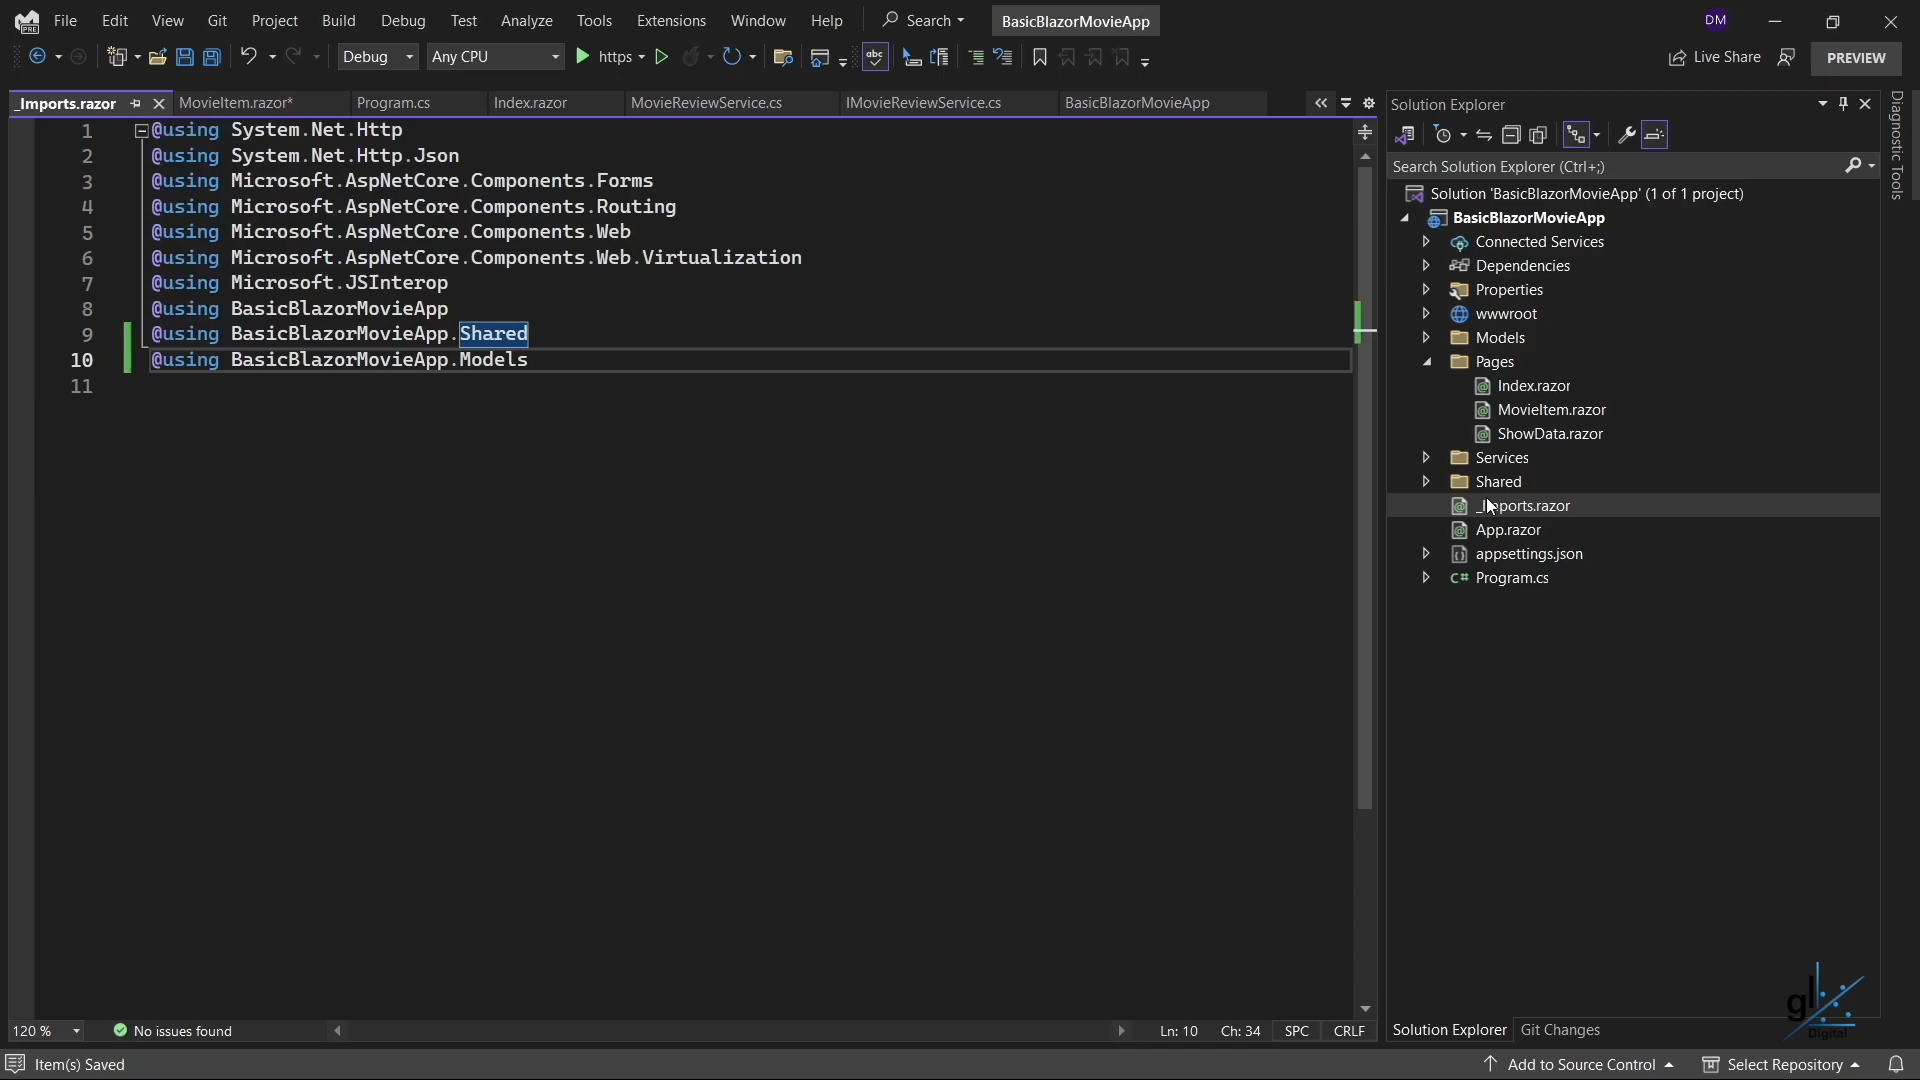 File Edit View Git Project Build Debug Test Analyze Tools Extensions Window Help Search BasicBlazorMovieApp DM
PRE
Debug Any CPU https abc Live Share PREVIEW
_Imports.razor MovieItem.razor* Program.cs Index.razor MovieReviewService.cs IMovieReviewService.cs BasicBlazorMovieApp
1 @using System.Net.Http
2 @using System.Net.Http.Json
3 @using Microsoft.AspNetCore.Components.Forms
4 @using Microsoft.AspNetCore.Components.Routing
5 @using Microsoft.AspNetCore.Components.Web
6 @using Microsoft.AspNetCore.Components.Web.Virtualization
7 @using Microsoft.JSInterop
8 @using BasicBlazorMovieApp
9 @using BasicBlazorMovieApp.Shared
10 @using BasicBlazorMovieApp.Models
11
Solution Explorer
Search Solution Explorer (Ctrl+;)
Solution 'BasicBlazorMovieApp' (1 of 1 project)
BasicBlazorMovieApp
Connected Services
Dependencies
Properties
wwwroot
Models
Pages
Index.razor
MovieItem.razor
ShowData.razor
Services
Shared
_Imports.razor
App.razor
appsettings.json
C# Program.cs
Diagnostic Tools
120 % No issues found Ln: 10 Ch: 34 SPC CRLF
Solution Explorer Git Changes
gl
Digital
Item(s) Saved Add to Source Control Select Repository